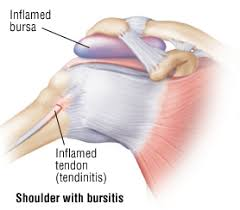 Inflamed
bursa
Inflamed
tendon
(tendinitis)
Shoulder with bursitis